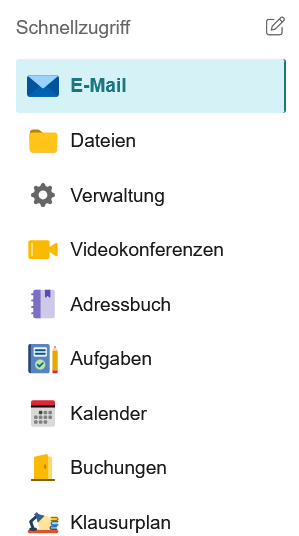 Schnellzugriff
E-Mail
Dateien
Verwaltung
Videokonferenzen
Adressbuch
Aufgaben
Kalender
Buchungen
Klausurplan